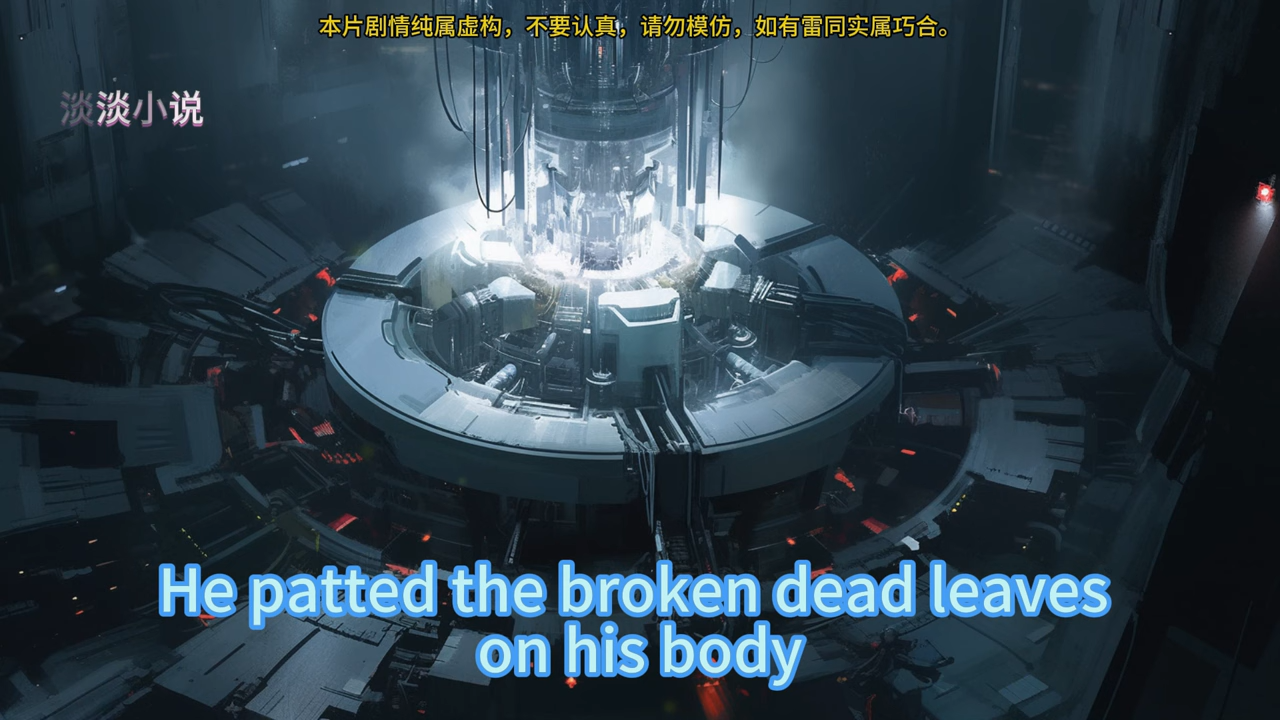 本片剧情纯属虚构，不要认真，请勿模仿，如有雷同实属巧合。
淡淡小说
He patted the broken dead leaves
on his body